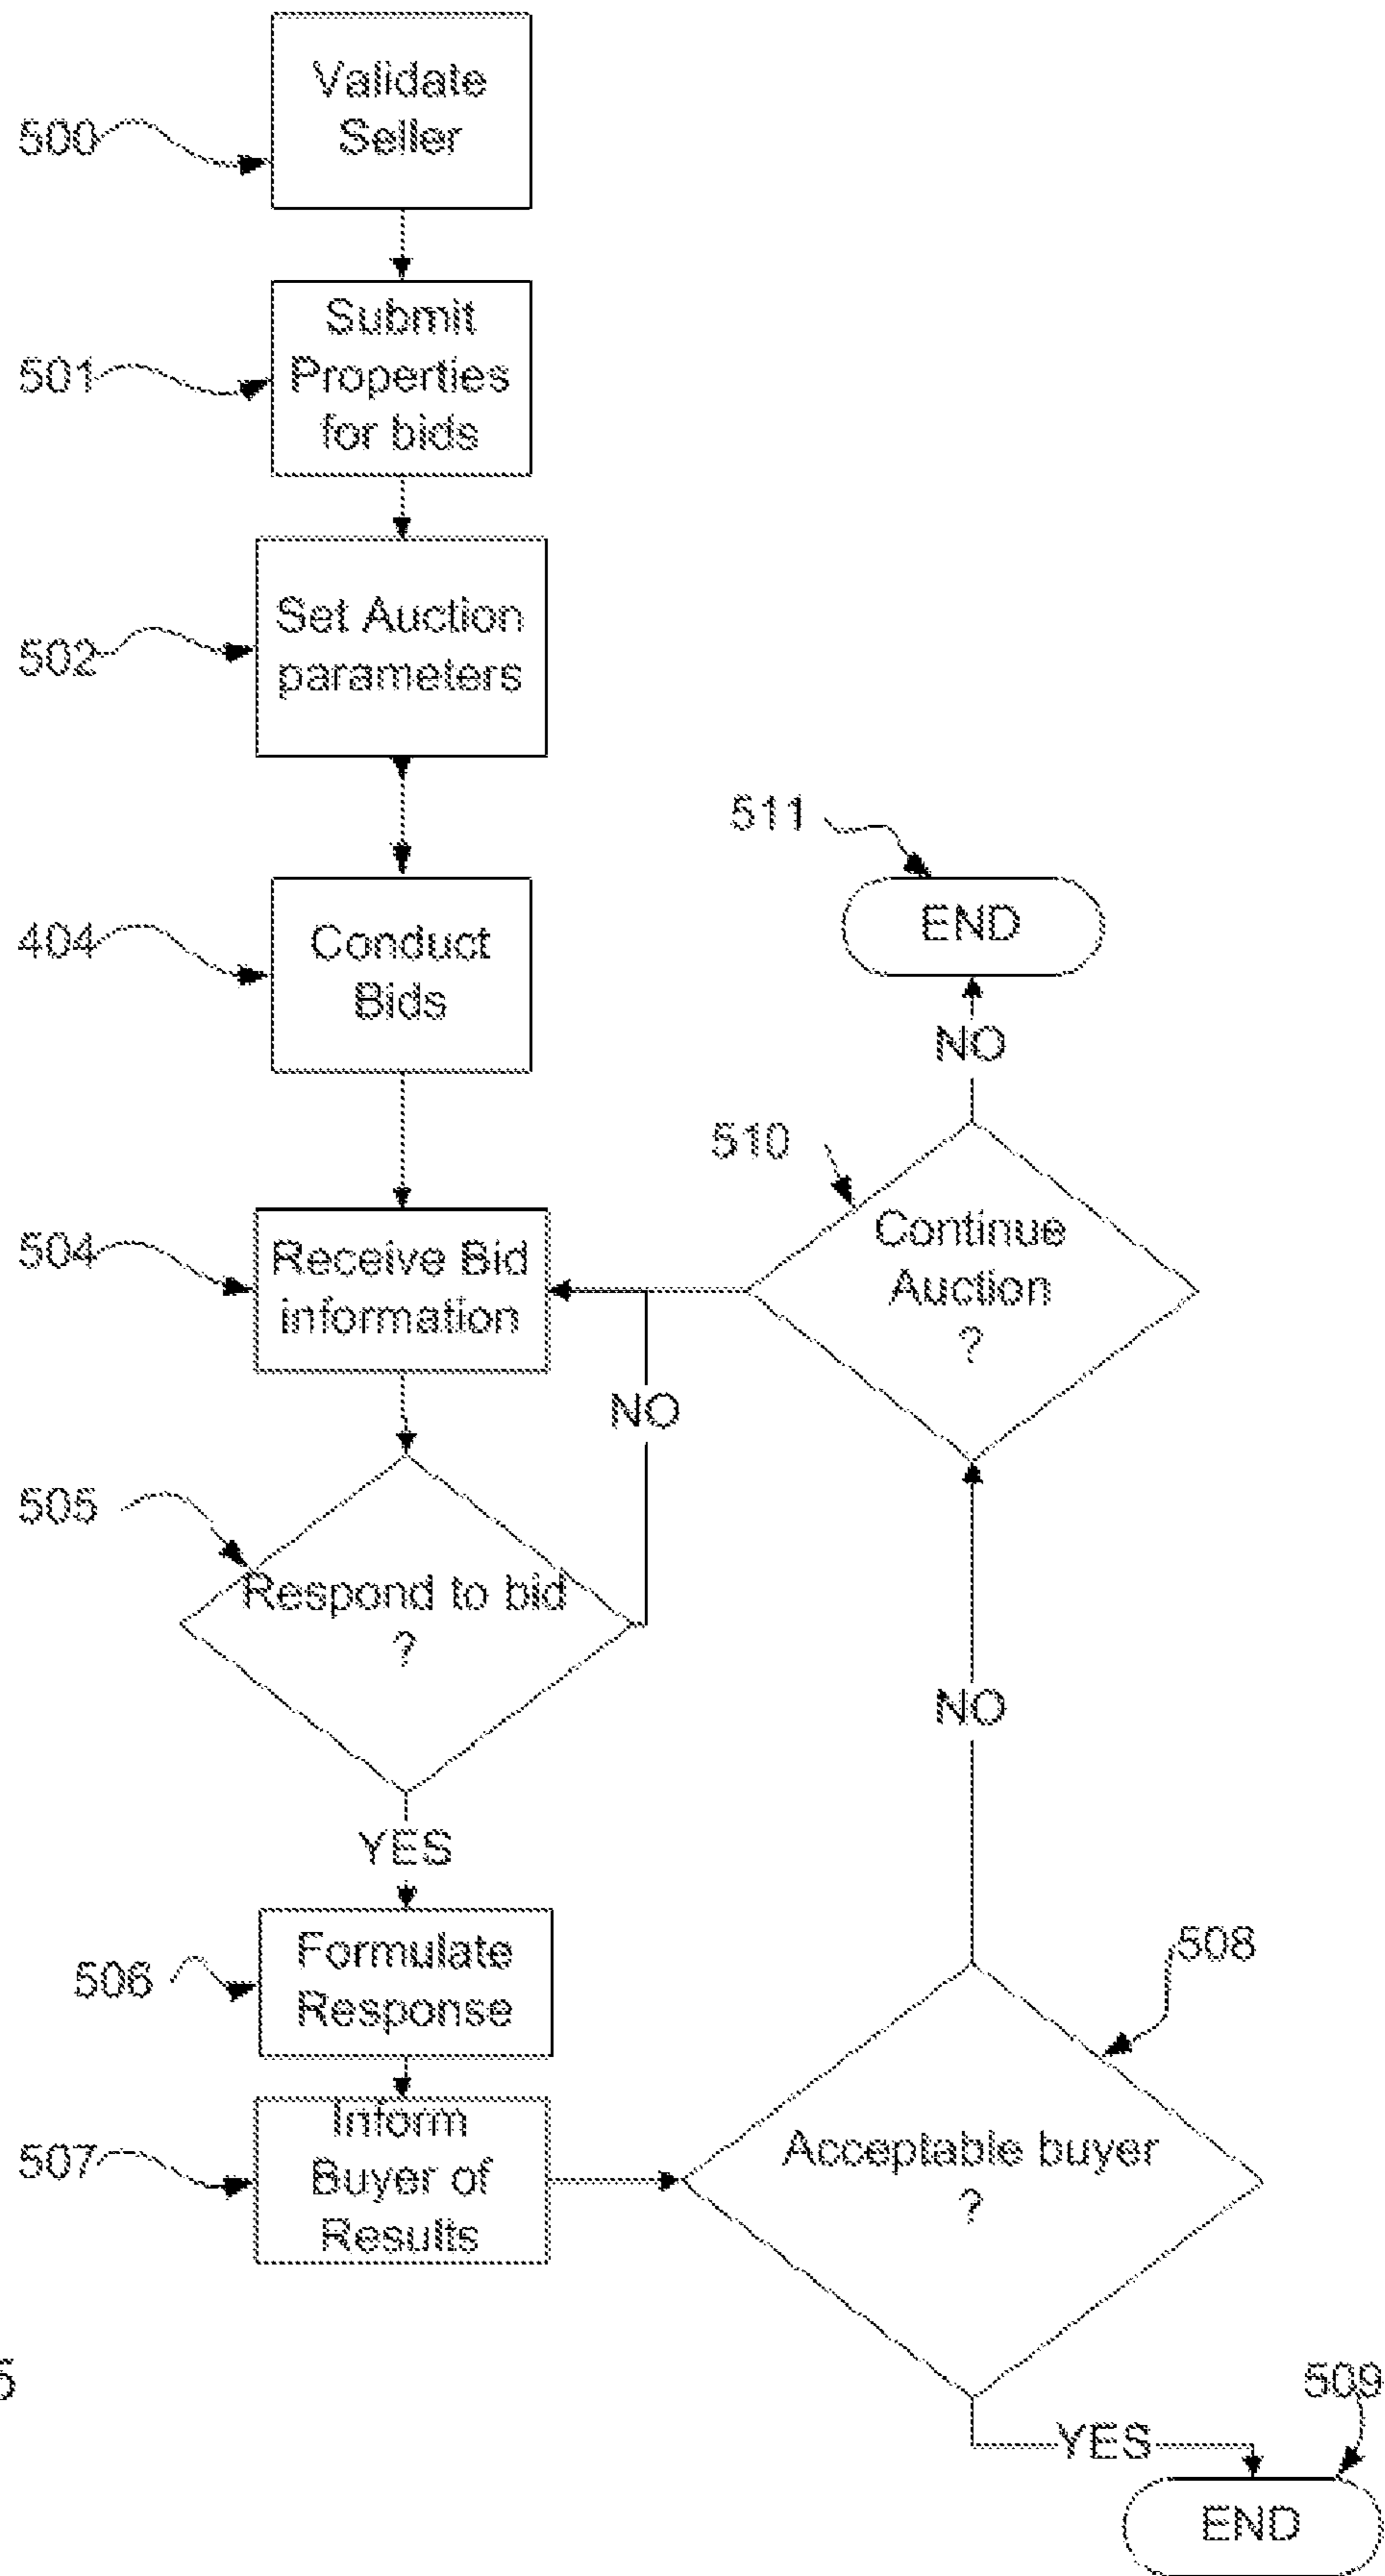 Validate
Seller
500
Submit
Properties
for bids
501
Set Auction
parameters
502
511
END
404
Conduct
Bids
NO
510
Continue
Auction
?
504
Receive Bid
information
NO
505
Respond to bid
?
NO
YES
506
Formulate
Response
508
507
Inform
Buyer of
Results
Acceptable buyer
?
5
509
YES
END